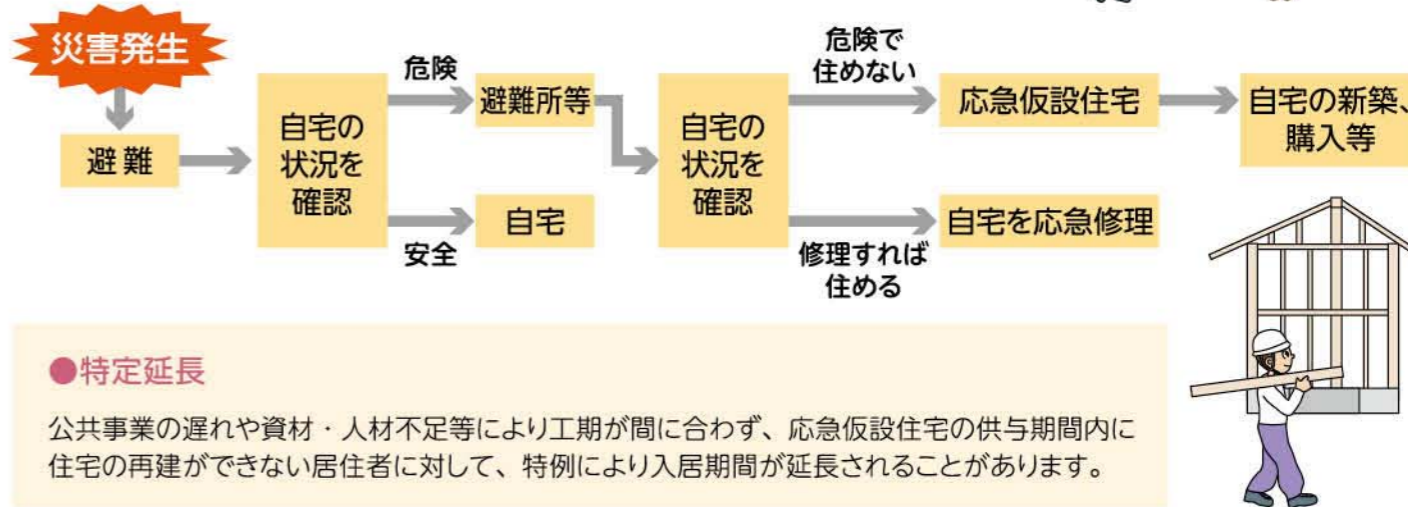 災害発生
避難
自宅の
状況を
確認
危険
避難所等
安全
自宅
自宅の
状況を
確認
危険で
住めない
応急仮設住宅
自宅の新築、
購入等
修理すれば
住める
自宅を応急修理
●特定延長
公共事業の遅れや資材・人材不足等により工期が間に合わず、応急仮設住宅の供与期間内に
住宅の再建ができない居住者に対して、特例により入居期間が延長されることがあります。